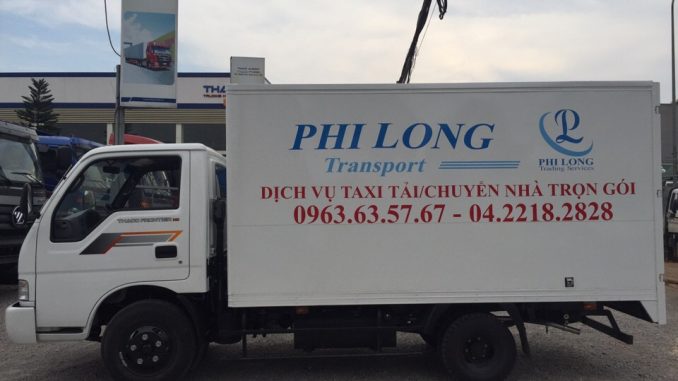 PHI LONG
Transport
PHI LONG
Trading Services
DỊCH VỤ TAXI TẢI/CHUYỂN NHÀ TRỌN GÓI
0963.63.57.67 - 04.2218.2828
THACO FRONTIER